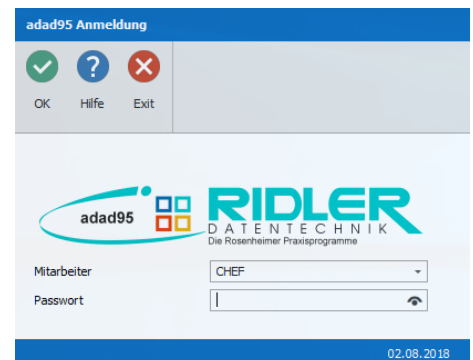 adad95 Anmeldung
OK Hilfe Exit
adad95
RIDLER
DATENTECHNIK
Die Rosenheimer Praxisprogramme
Mitarbeiter CHEF
Passwort
02.08.2018